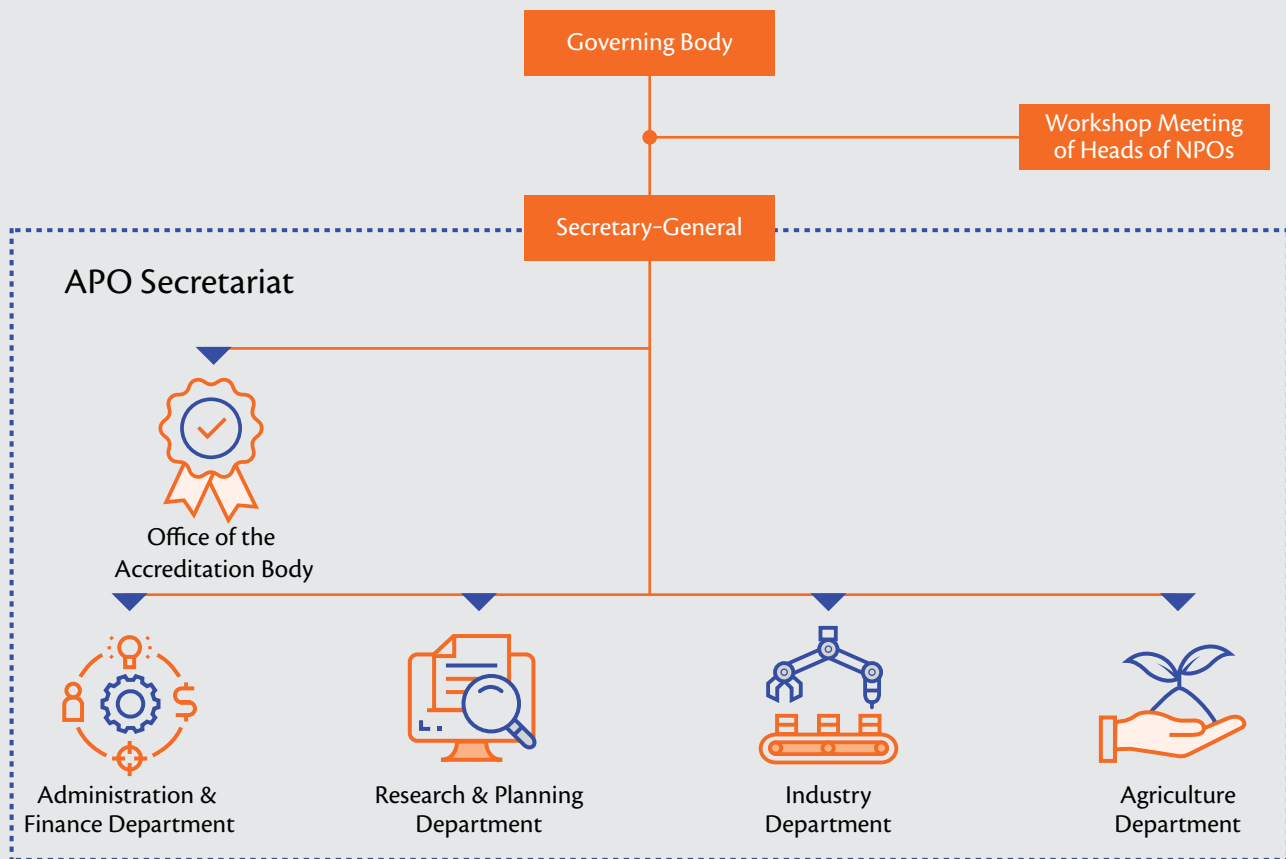 Governing Body
Workshop Meeting
of Heads of NPOs
Secretary-General
APO Secretariat
Office of the
Accreditation Body
Administration &
Finance Department
Research & Planning
Department
Industry
Department
Agriculture
Department